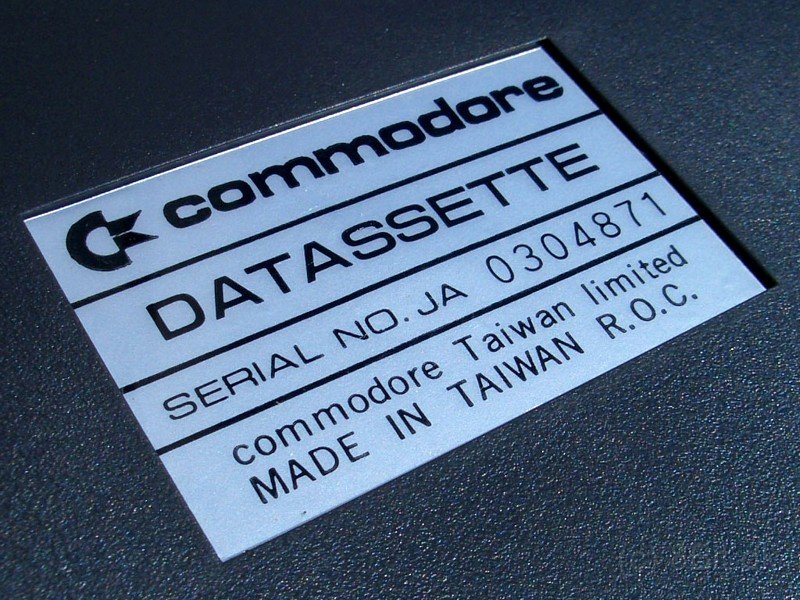 commodore
DATASSETTE
SERIAL NO. JA 0304871
commodore Taiwan limited
MADE IN TAIWAN R.O.C.